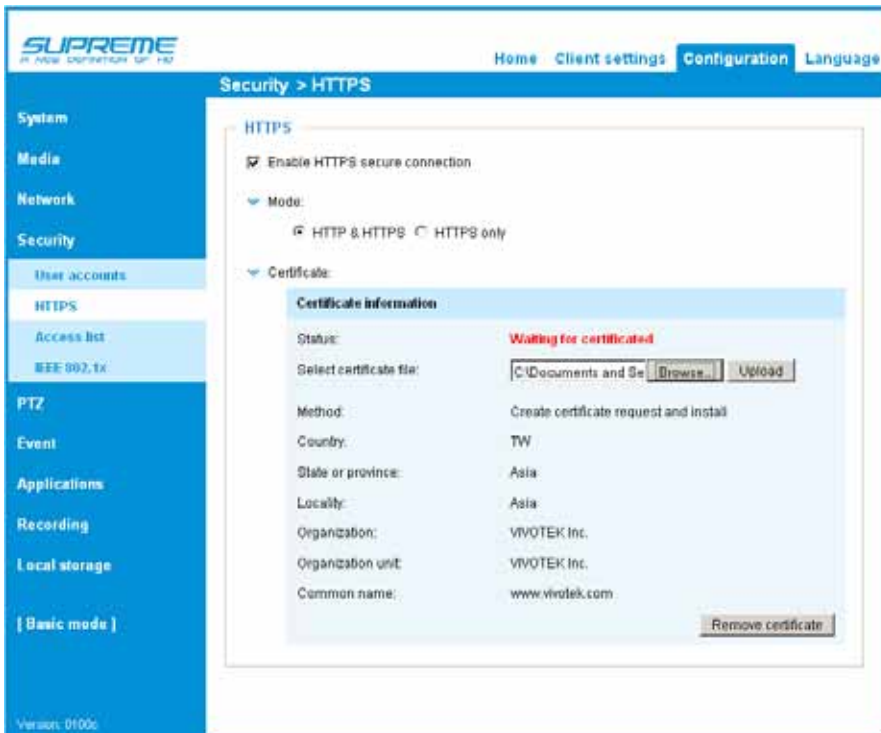 SUPREME
A NEW DEFINITION OF HD
Home Client settings Configuration Language
Security > HTTPS
System
Media
Network
Security
User accounts
HTTPS
Access list
IEEE 802.1x
PTZ
Event
Applications
Recording
Local storage
[ Basic mode ]
Version: 0100c
HTTPS
Enable HTTPS secure connection
Mode:
HTTP & HTTPS HTTPS only
Certificate:
Certificate information
Status: Waiting for certificated
Select certificate file: C:\Documents and Se Browse... Upload
Method: Create certificate request and install
Country: TW
State or province: Asia
Locality: Asia
Organization: VIVOTEK Inc.
Organization unit: VIVOTEK Inc.
Common name: www.vivotek.com
Remove certificate